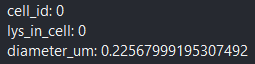 cell_id: 0
lys_in_cell: 0
diameter_um: 0.22567999195307492